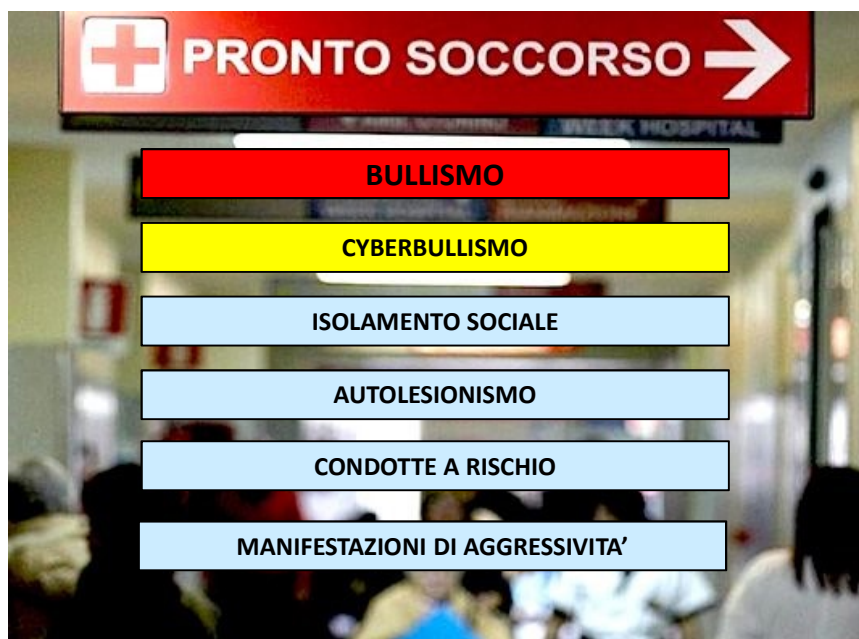 PRONTO SOCCORSO
WEEK HOSPITAL
BULLISMO
CYBERBULLISMO
ISOLAMENTO SOCIALE
AUTOLESIONISMO
CONDOTTE A RISCHIO
MANIFESTAZIONI DI AGGRESSIVITA’